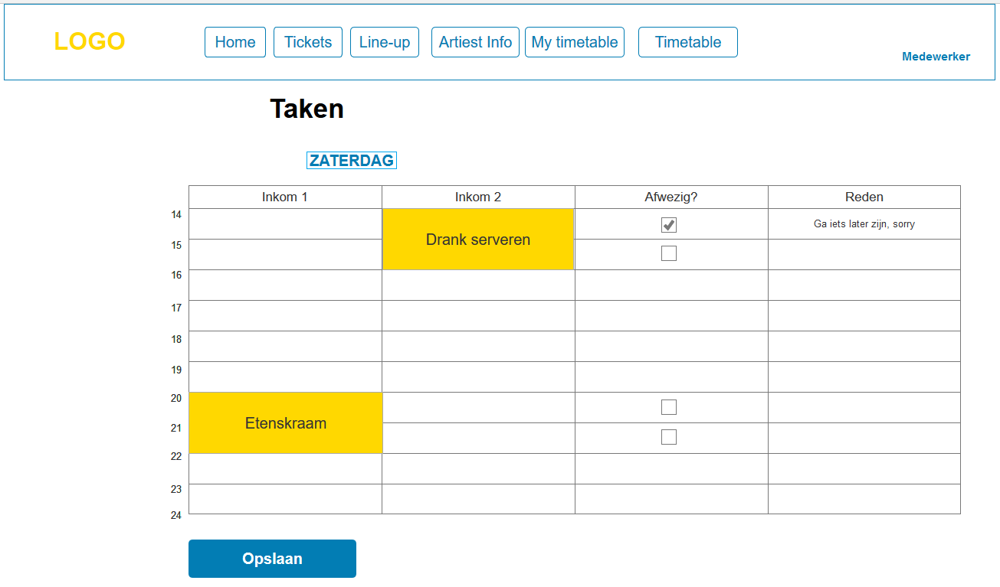 LOGO
Home
Tickets
Line-up
Artiest Info
My timetable
Timetable
Medewerker
Taken
ZATERDAG
Inkom 1
Inkom 2
Afwezig?
Reden
14
Drank serveren
Ga iets later zijn, sorry
15
16
17
18
19
20
Etenskraam
21
22
23
24
Opslaan